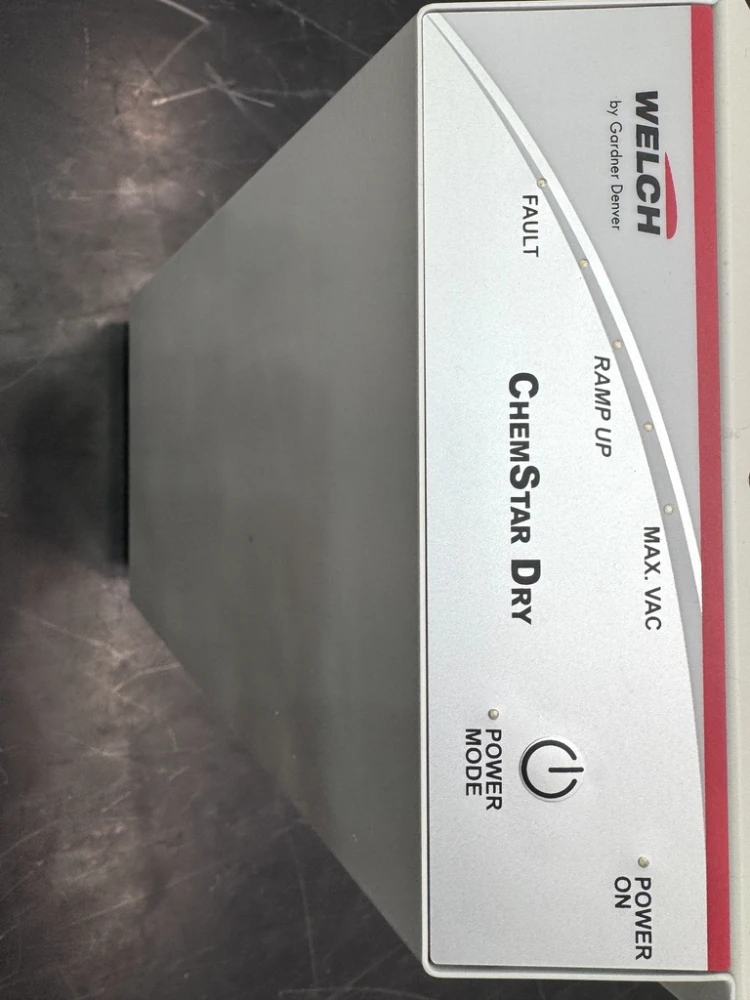 WELCH
by Gardner Denver
FAULT
RAMP UP
MAX. VAC
CHEMSTAR DRY
POWER
MODE
POWER
ON